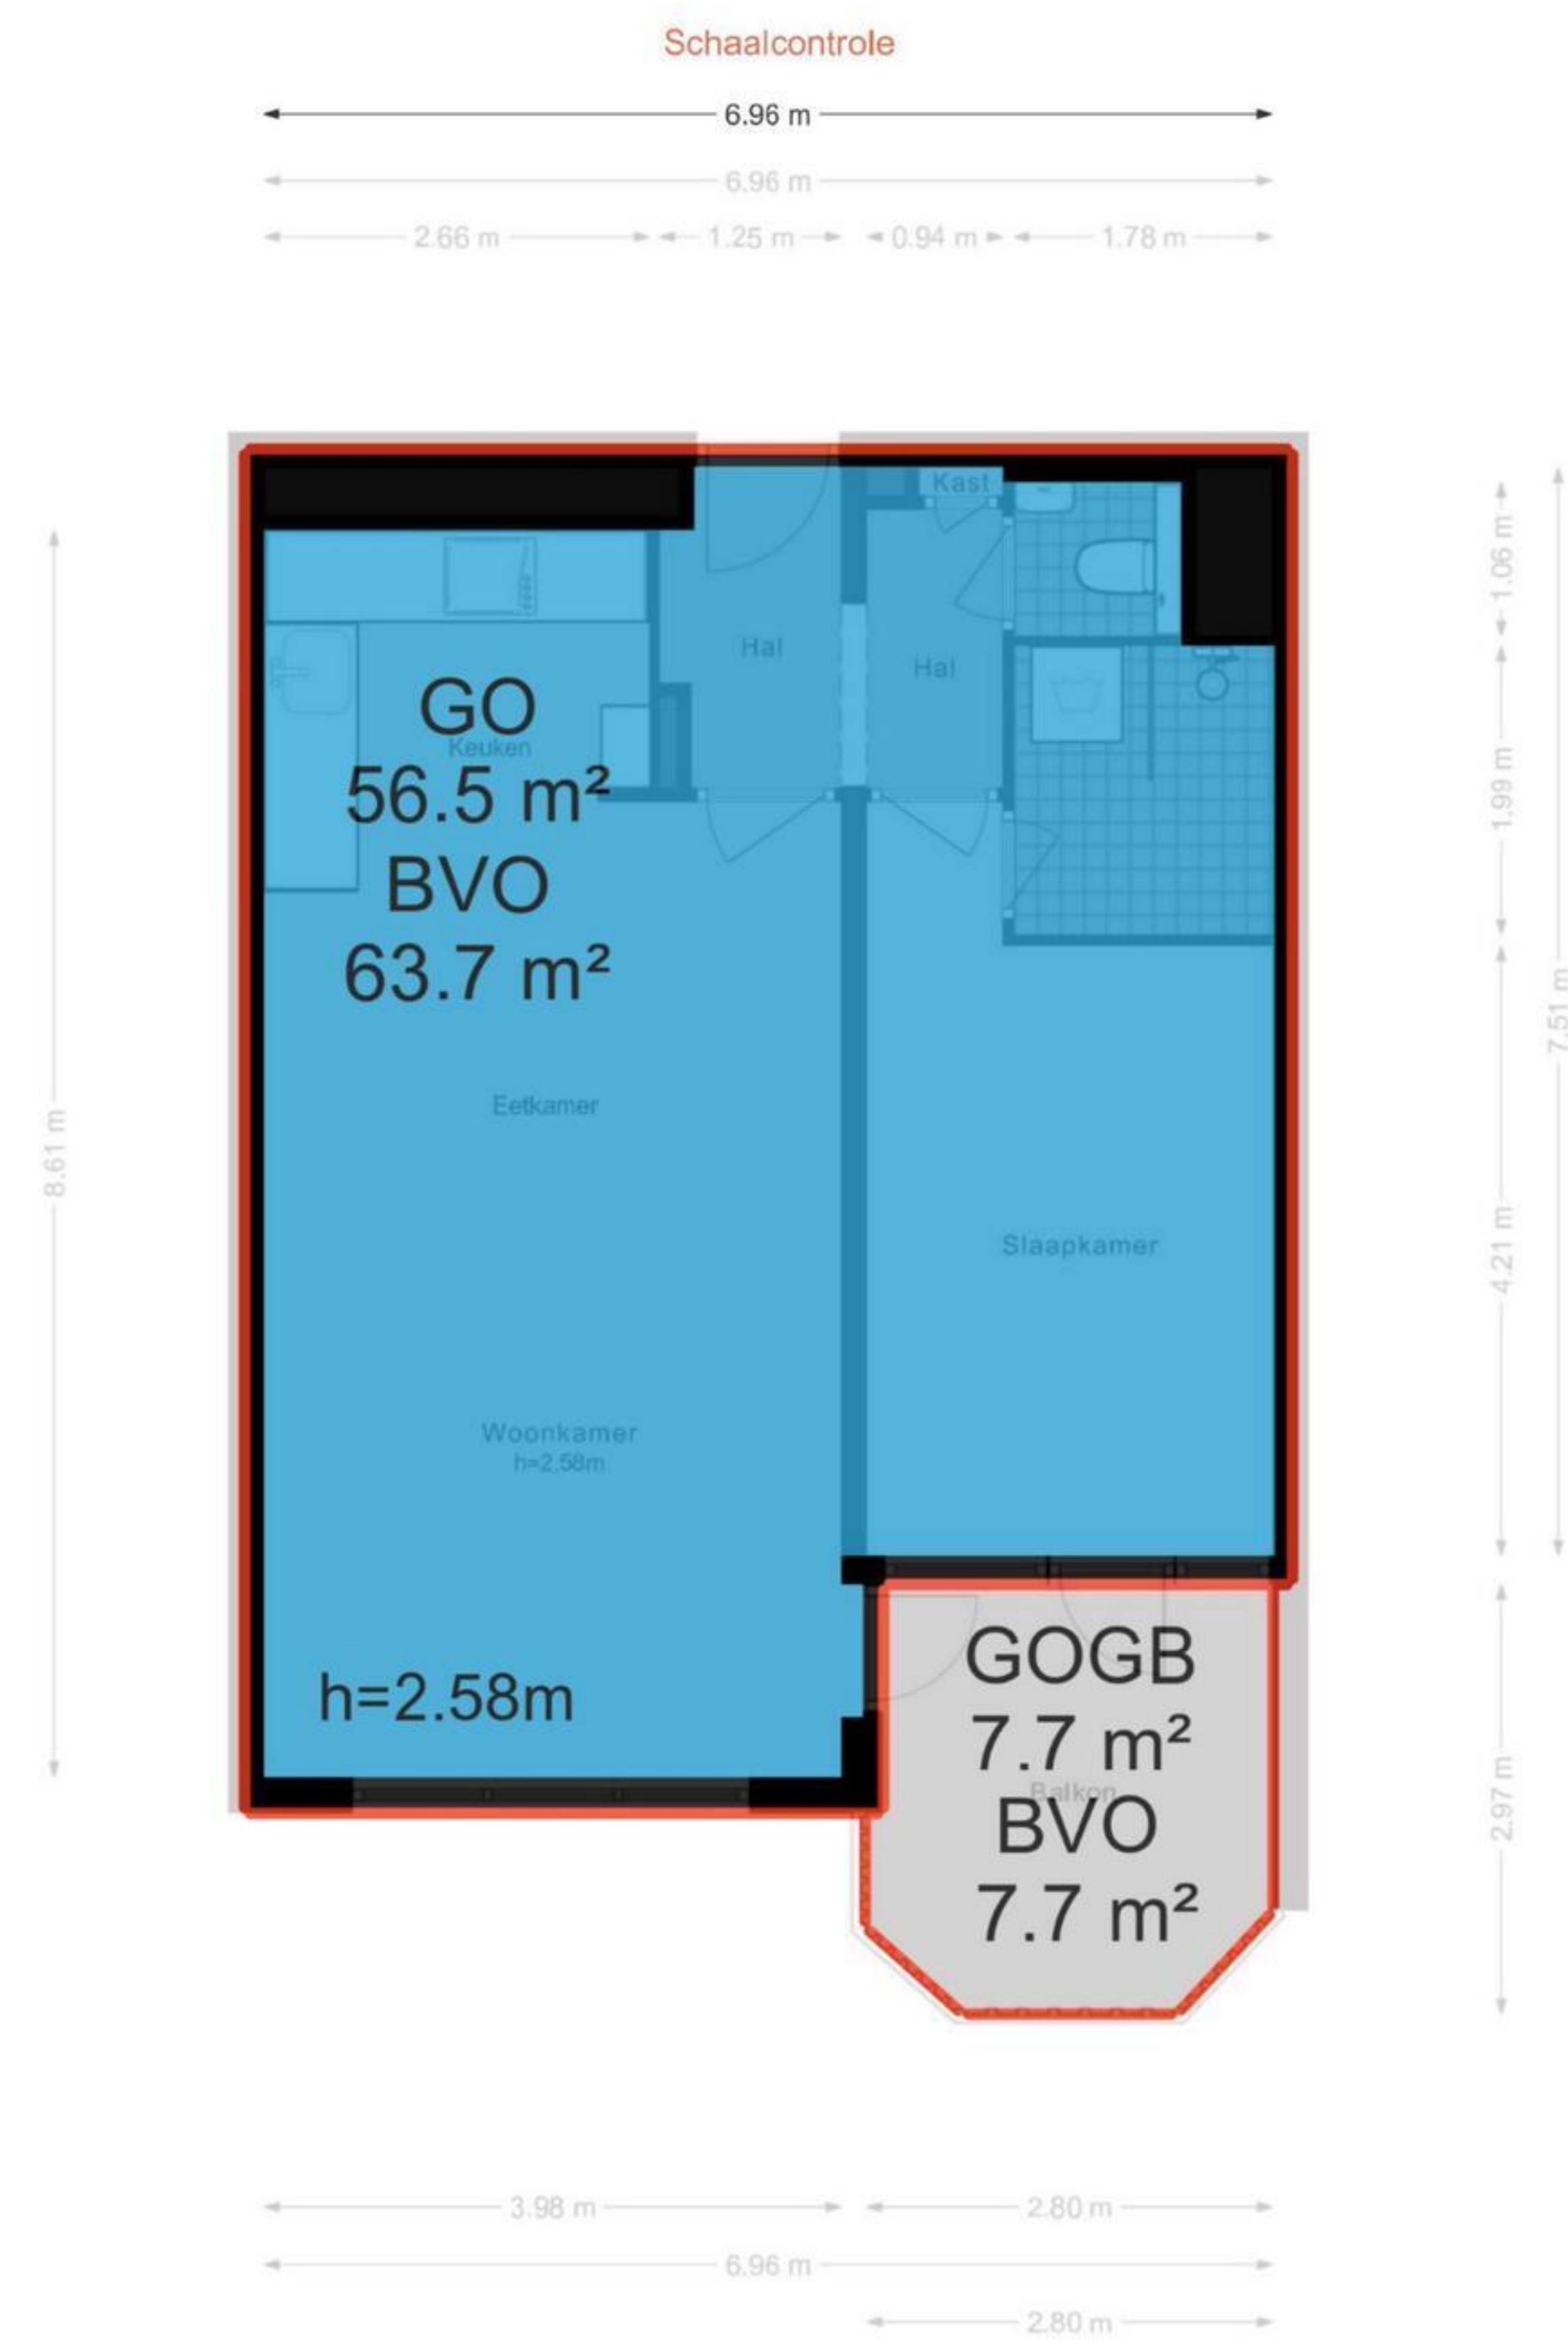 Schaalcontrole
6.96 m
6.96 m
2.66 m 1.25 m 0.94 m 1.78 m
Kast
1.06 m
Hal
Hal
GO
Keuken
56.5 m²
1.99 m
BVO
63.7 m²
7.51 m
Eetkamer
8.61 m
Slaapkamer
4.21 m
Woonkamer
h=2.58m
GOGB
h=2.58m
7.7 m²
Balkon
2.97 m
BVO
7.7 m²
3.98 m 2.80 m
6.96 m
2.80 m